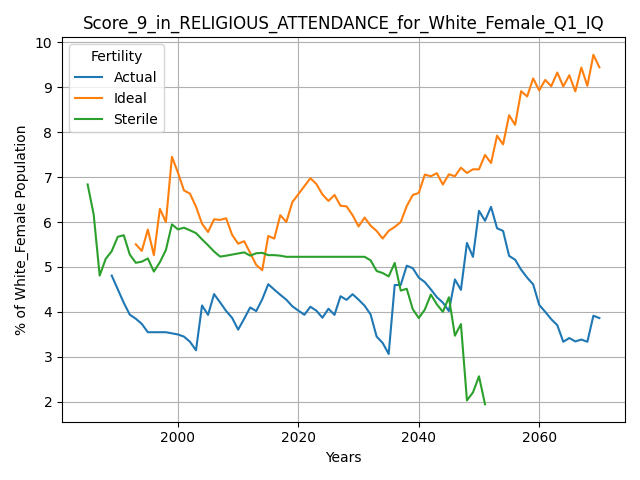 Score_9_in_RELIGIOUS_ATTENDANCE_for_White_Female_Q1_IQ
Fertility
Actual
Ideal
Sterile
% of White_Female Population
10
9
8
7
6
5
4
3
2
2000 2020 2040 2060
Years